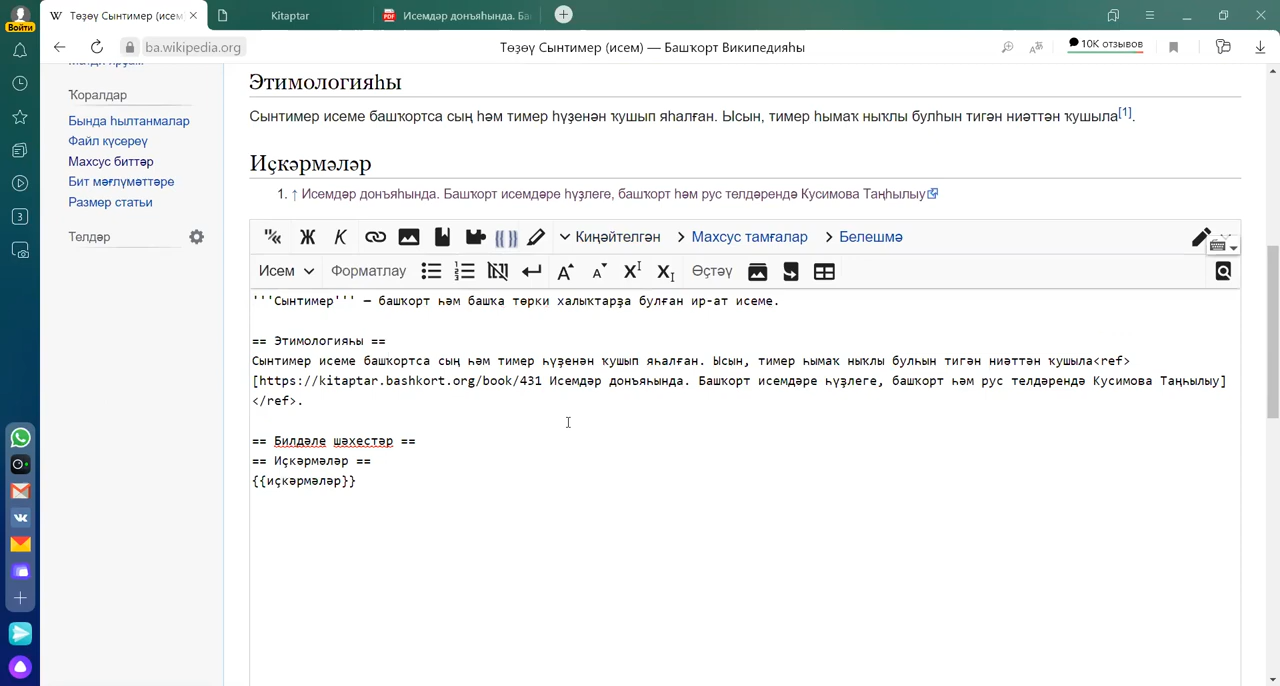 Төҙөү Сынтимер (исем
Kitaptar
Исемдәр донъяһында. Ба
Войти
ba.wikipedia.org
Төҙөү Сынтимер (исем) — Башҡорт Википедияһы
10K отзывов
Ҡоралдар
Бында һылтанмалар
Файл күсереү
Махсус биттәр
Бит мәғлүмәттәре
Размер статьи
Телдәр
Этимологияһы
Сынтимер исеме башҡортса сың һәм тимер һүҙенән ҡушып яһалған. Ысын, тимер һымаҡ ныҡлы булһын тигән ниәттән ҡушыла[1].
Иҫкәрмәләр
1. ↑ Исемдәр донъяһында. Башҡорт исемдәре һүҙлеге, башҡорт һәм рус телдәрендә Кусимова Таңһылыу
Ж К Киңәйтелгән Махсус тамғалар Белешмә
Исем Форматлау Өҫтәү
'''Сынтимер''' — башҡорт һәм башҡа төрки халыҡтарҙа булған ир-ат исеме.
== Этимологияһы ==
Сынтимер исеме башҡортса сың һәм тимер һүҙенән ҡушып яһалған. Ысын, тимер һымаҡ ныҡлы булһын тигән ниәттән ҡушыла<ref>
[https://kitaptar.bashkort.org/book/431 Исемдәр донъяһында. Башҡорт исемдәре һүҙлеге, башҡорт һәм рус телдәрендә Кусимова Таңһылыу]
</ref>.
== Билдәле шәхестәр ==
== Иҫкәрмәләр ==
{{иҫкәрмәләр}}